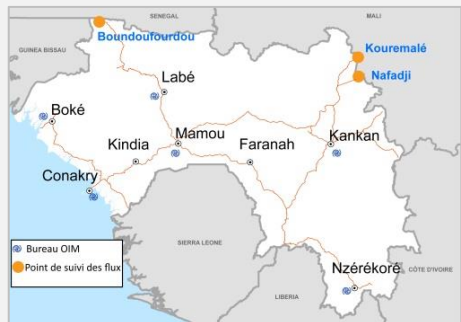 SENEGAL
MALI
Boundoufourdou
GUINEA BISSAU
Kouremalé
Nafadji
Labé
Boké
Mamou
Kindia
Faranah
Kankan
Conakry
SIERRA LEONE
Bureau OIM
Point de suivi des flux
CÔTE D'IVOIRE
Nzérékoré
LIBERIA